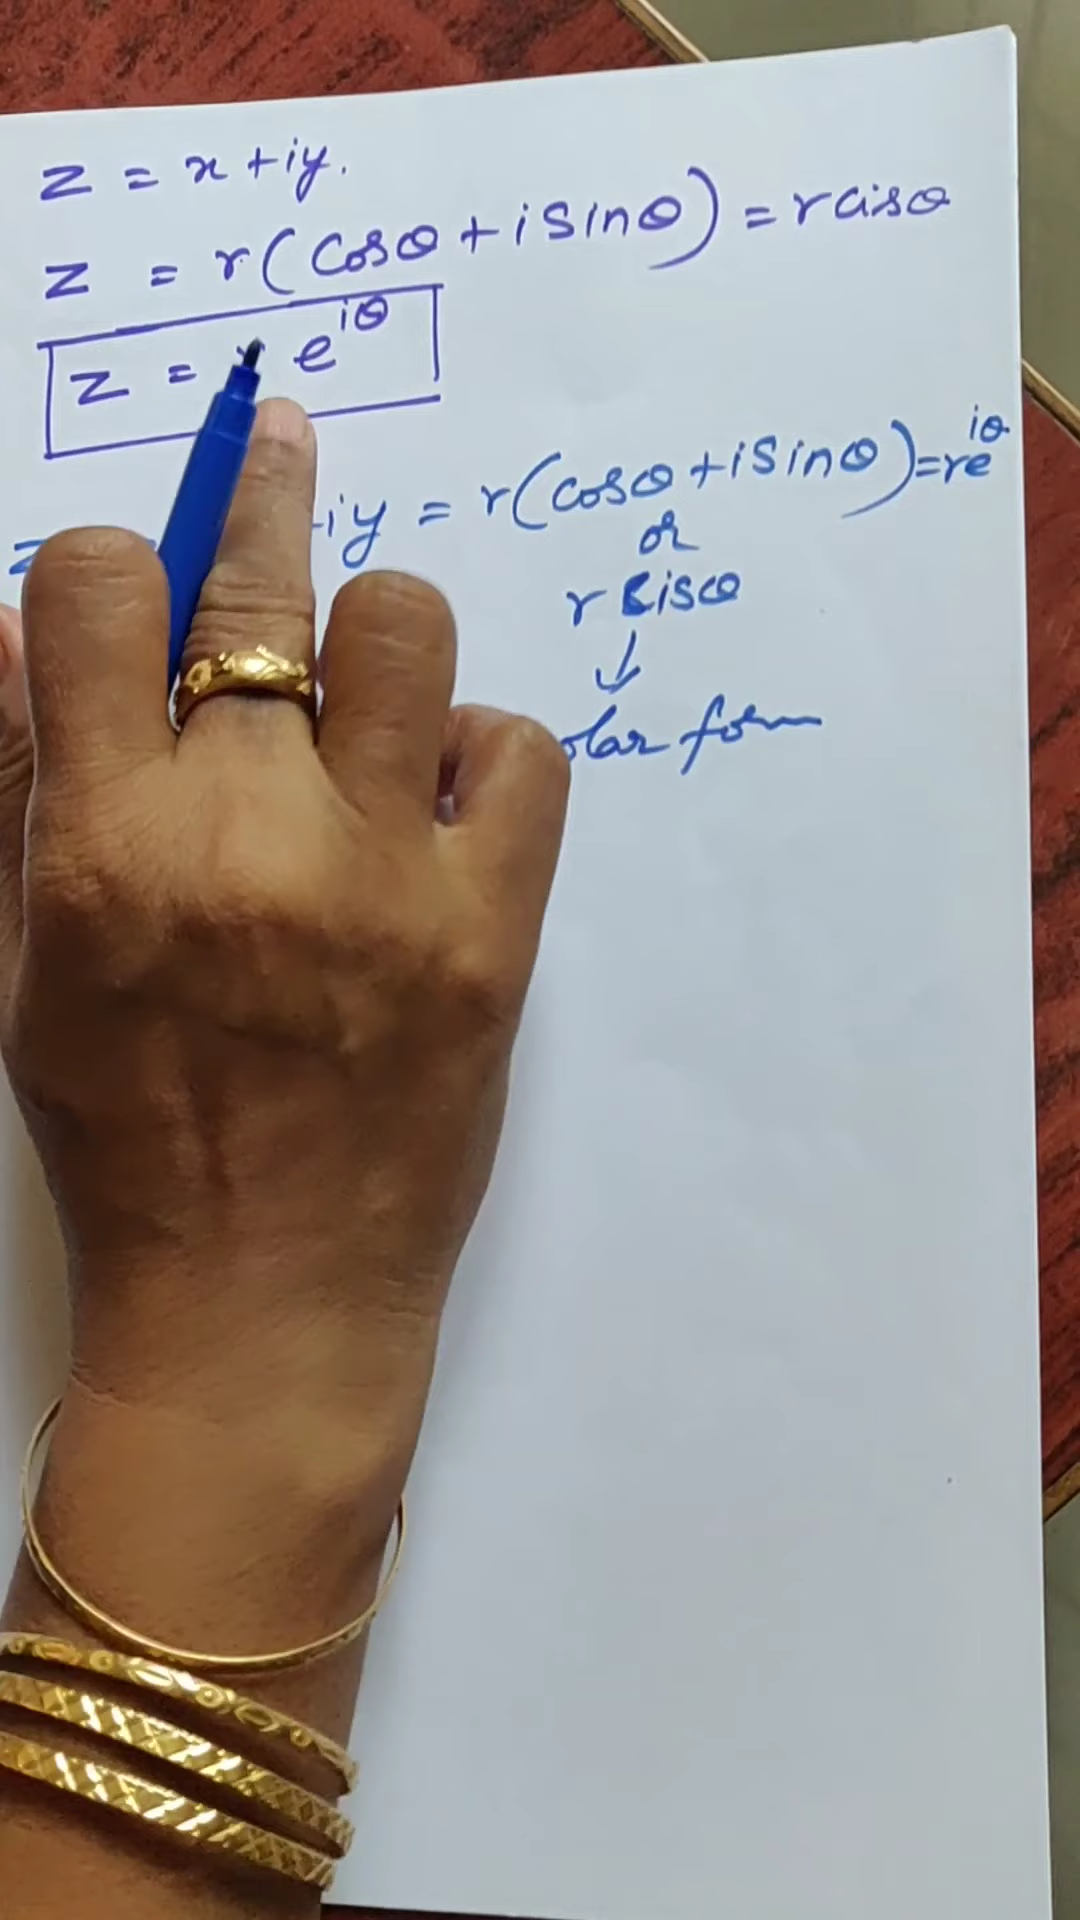 z = x + iy.
z = r(cosθ + i sinθ) = r cisθ
z = r e^{iθ}
z iy = r(cosθ + i sinθ) = re^{iθ}
or
r cisθ
↓
olar form